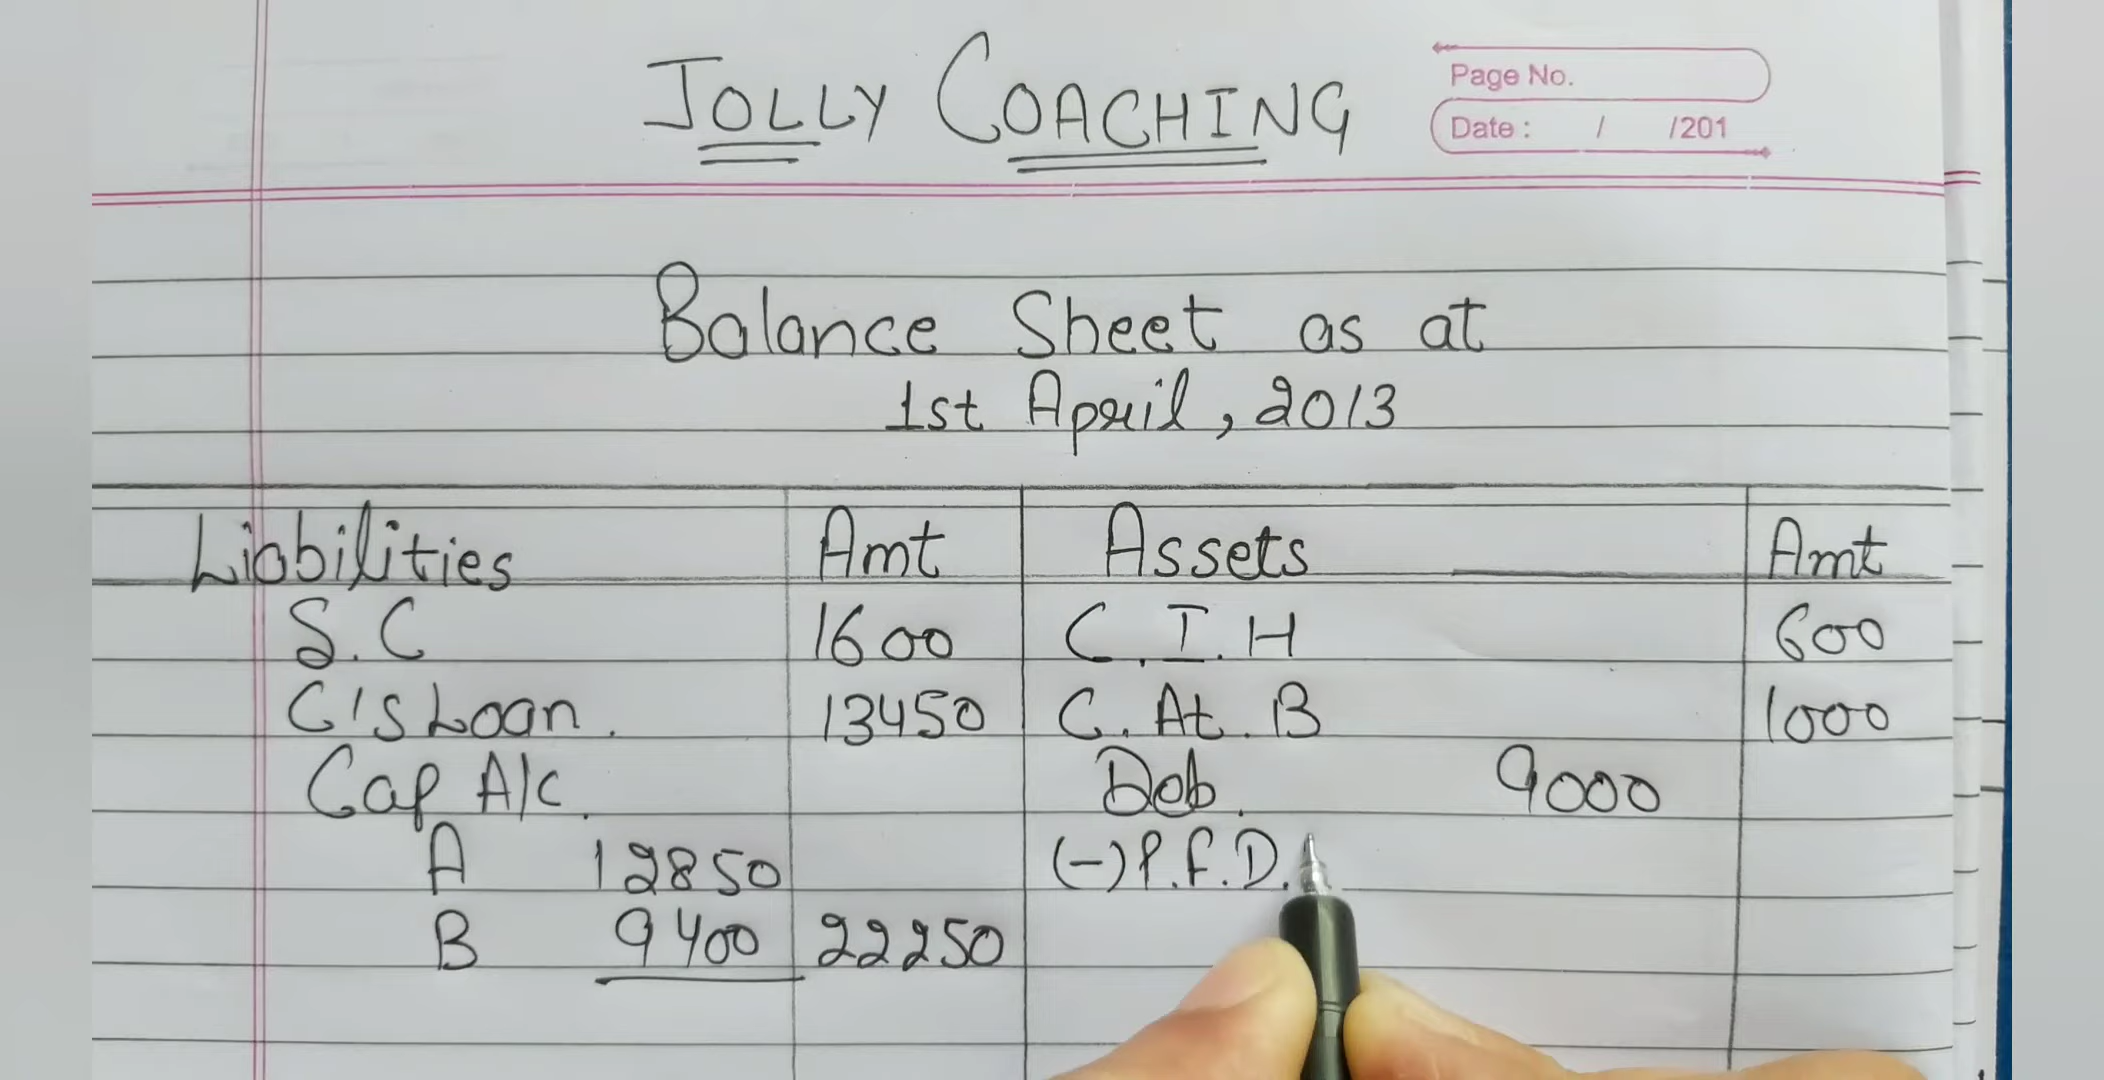 JOLLY COACHING
Page No.
Date : / /201
Balance Sheet as at
1st April, 2013
Liabilities Amt Assets Amt
S.C 1600 C.I.H 600
C's Loan. 13450 C. At. B 1000
Cap A/c. Deb. 9000
A 12850 (-) P.F.D.
B 9400 22250